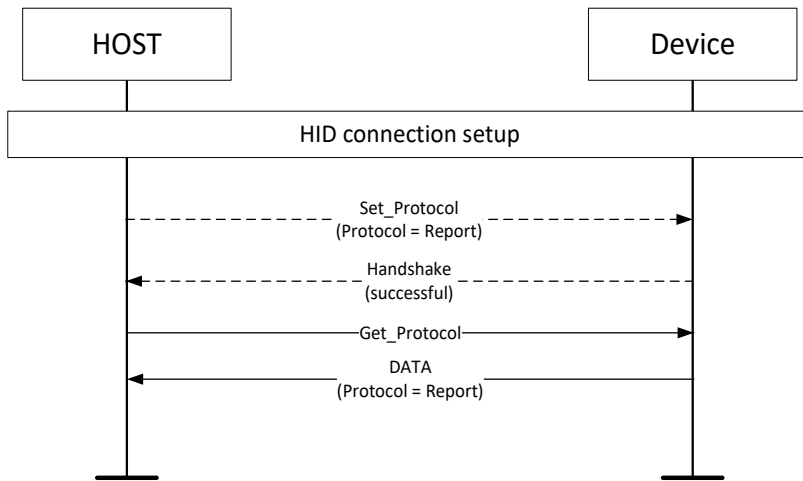 HOST
Device
HID connection setup
Set_Protocol
(Protocol = Report)
Handshake
(successful)
Get_Protocol
DATA
(Protocol = Report)